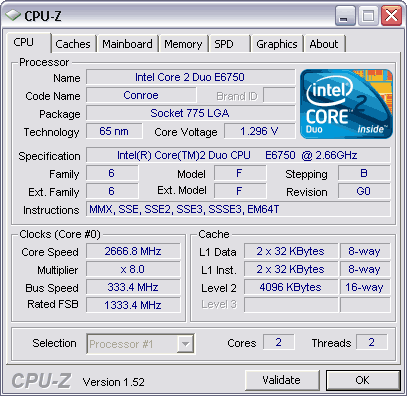 CPU-Z
CPU Caches Mainboard Memory SPD Graphics About
Processor
Name Intel Core 2 Duo E6750
Code Name Conroe Brand ID
Package Socket 775 LGA
Technology 65 nm Core Voltage 1.296 V
intel CORE 2 Duo inside™
Specification Intel(R) Core(TM)2 Duo CPU E6750 @ 2.66GHz
Family 6 Model F Stepping B
Ext. Family 6 Ext. Model F Revision G0
Instructions MMX, SSE, SSE2, SSE3, SSSE3, EM64T
Clocks (Core #0) Cache
Core Speed 2666.8 MHz L1 Data 2 x 32 KBytes 8-way
Multiplier x 8.0 L1 Inst. 2 x 32 KBytes 8-way
Bus Speed 333.4 MHz Level 2 4096 KBytes 16-way
Rated FSB 1333.4 MHz Level 3
Selection Processor #1 Cores 2 Threads 2
CPU-Z Version 1.52 Validate OK